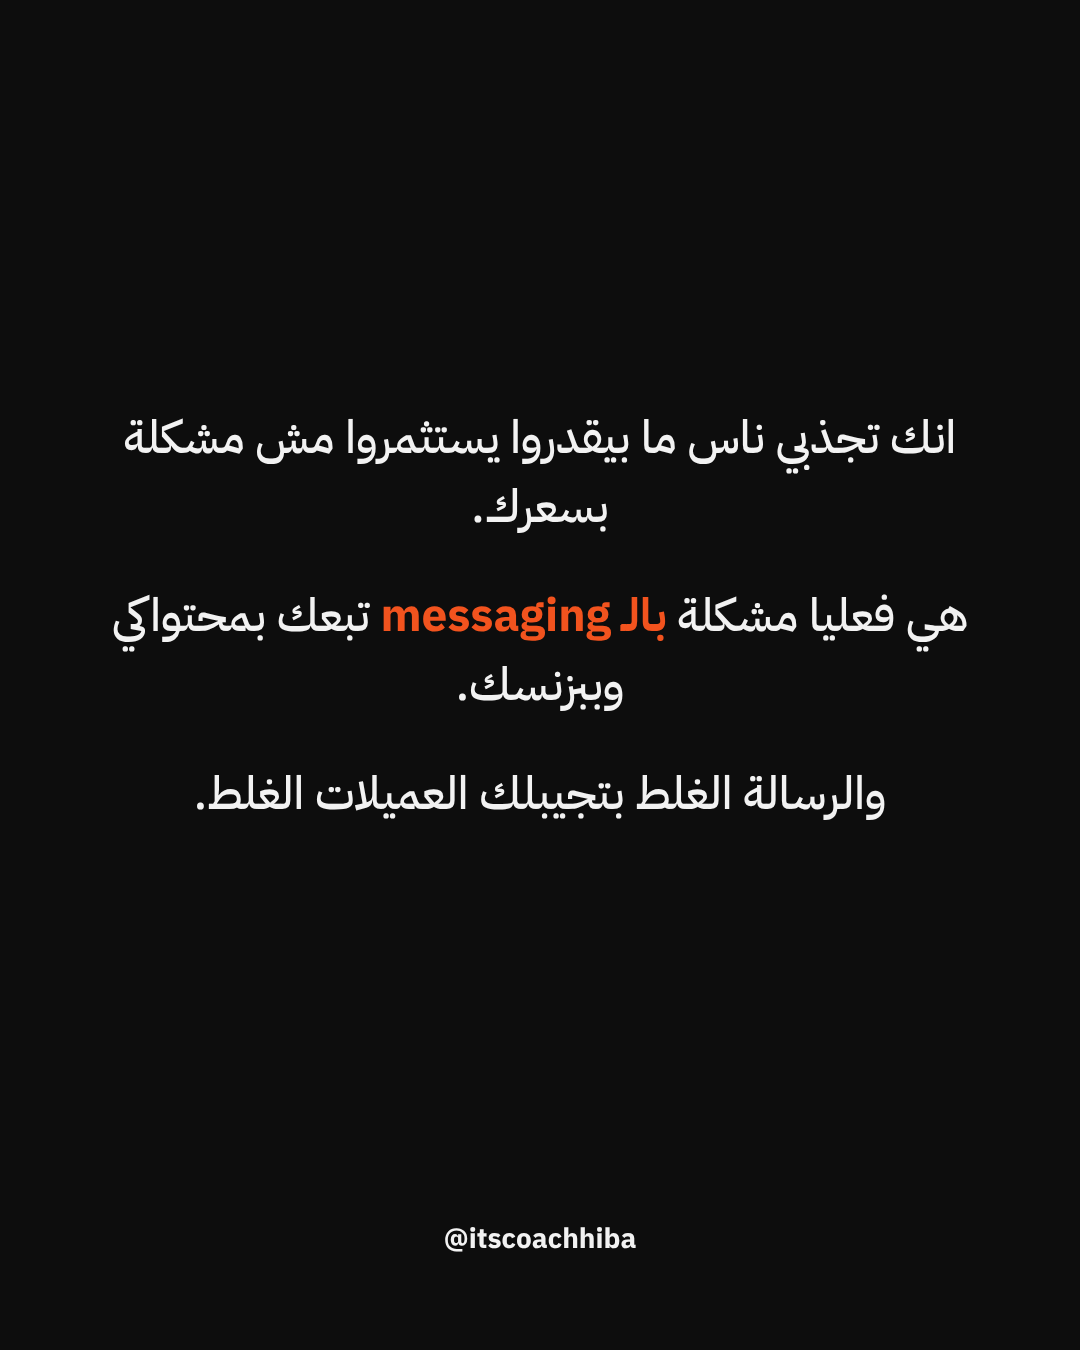 انك تجذبي ناس ما بيقدروا يستثمروا مش مشكلة
بسعرك.
هي فعليا مشكلة بالـ messaging تبعك بمحتواكي
وببزنسك.
والرسالة الغلط بتجيبلك العميلات الغلط.
@itscoachhiba